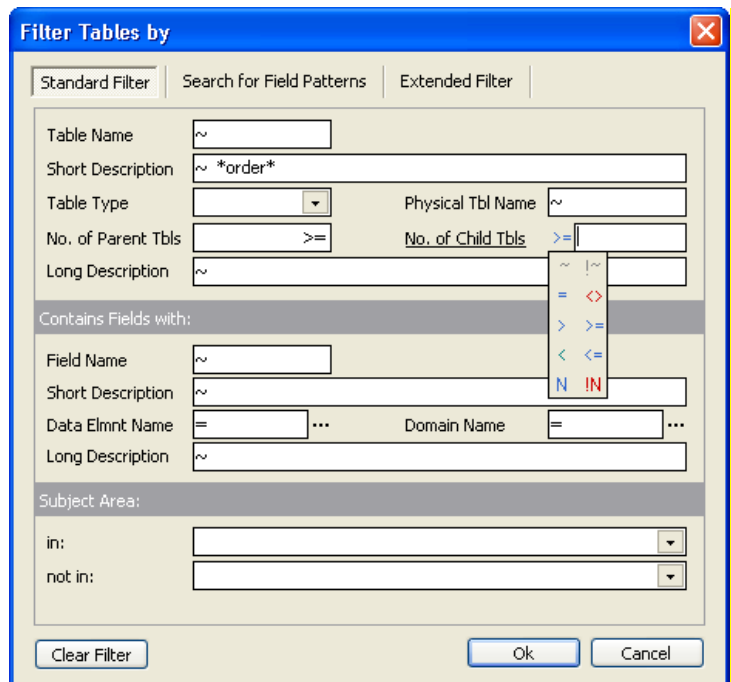 Filter Tables by
Standard Filter Search for Field Patterns Extended Filter
Table Name ~
Short Description ~ *order*
Table Type Physical Tbl Name ~
No. of Parent Tbls >= No. of Child Tbls >=
Long Description ~
~ !~
= <>
> >=
< <=
N !N
Contains Fields with:
Field Name ~
Short Description ~
Data Elmnt Name = ... Domain Name = ...
Long Description ~
Subject Area:
in:
not in:
Clear Filter Ok Cancel